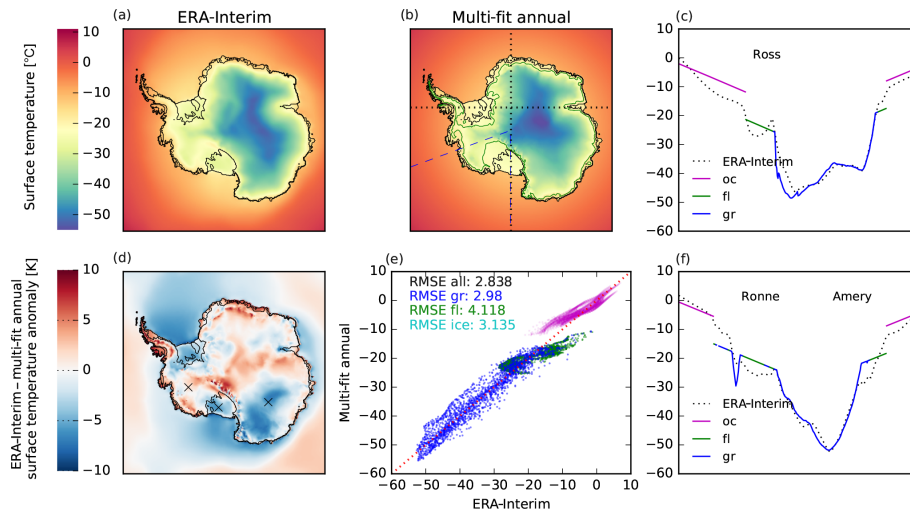 (a) ERA-Interim
(b) Multi-fit annual
(c)
Surface temperature [°C]
10
0
−10
−20
−30
−40
−50
10
0
−10
−20
−30
−40
−50
−60
Ross
ERA-Interim
oc
fl
gr
(d)
ERA-Interim – multi-fit annual
surface temperature anomaly [K]
10
5
0
−5
−10
(e)
RMSE all: 2.838
RMSE gr: 2.98
RMSE fl: 4.118
RMSE ice: 3.135
Multi-fit annual
10
0
−10
−20
−30
−40
−50
−60
−60 −50 −40 −30 −20 −10 0 10
ERA-Interim
(f)
10
0
−10
−20
−30
−40
−50
−60
Ronne Amery
ERA-Interim
oc
fl
gr